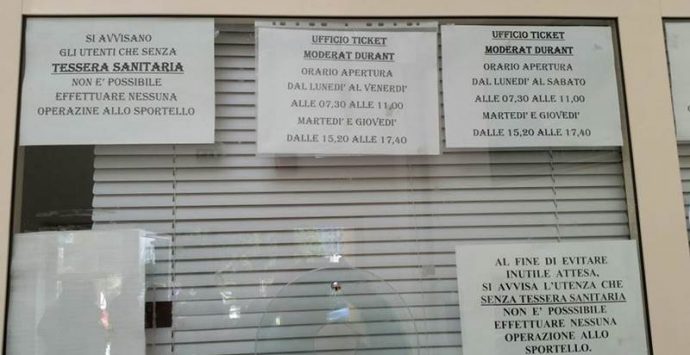 SI AVVISANO
GLI UTENTI CHE SENZA
TESSERA SANITARIA
NON E' POSSIBILE
EFFETTUARE NESSUNA
OPERAZINE ALLO SPORTELLO
UFFICIO TICKET
MODERAT DURANT
ORARIO APERTURA
DAL LUNEDI' AL VENERDI'
ALLE 07,30 ALLE 11,00
MARTEDI' E GIOVEDI'
DALLE 15,20 ALLE 17,40
UFFICIO TICKET
MODERAT DURANT
ORARIO APERTURA
DAL LUNEDI' AL SABATO
ALLE 07,30 ALLE 11,00
MARTEDI' E GIOVEDI'
DALLE 15,20 ALLE 17,40
AL FINE DI EVITARE
INUTILE ATTESA,
SI AVVISA L'UTENZA CHE
SENZA TESSERA SANITARIA
NON E' POSSSIBILE
EFFETTUARE NESSUNA
OPERAZIONE ALLO
SPORTELLO.